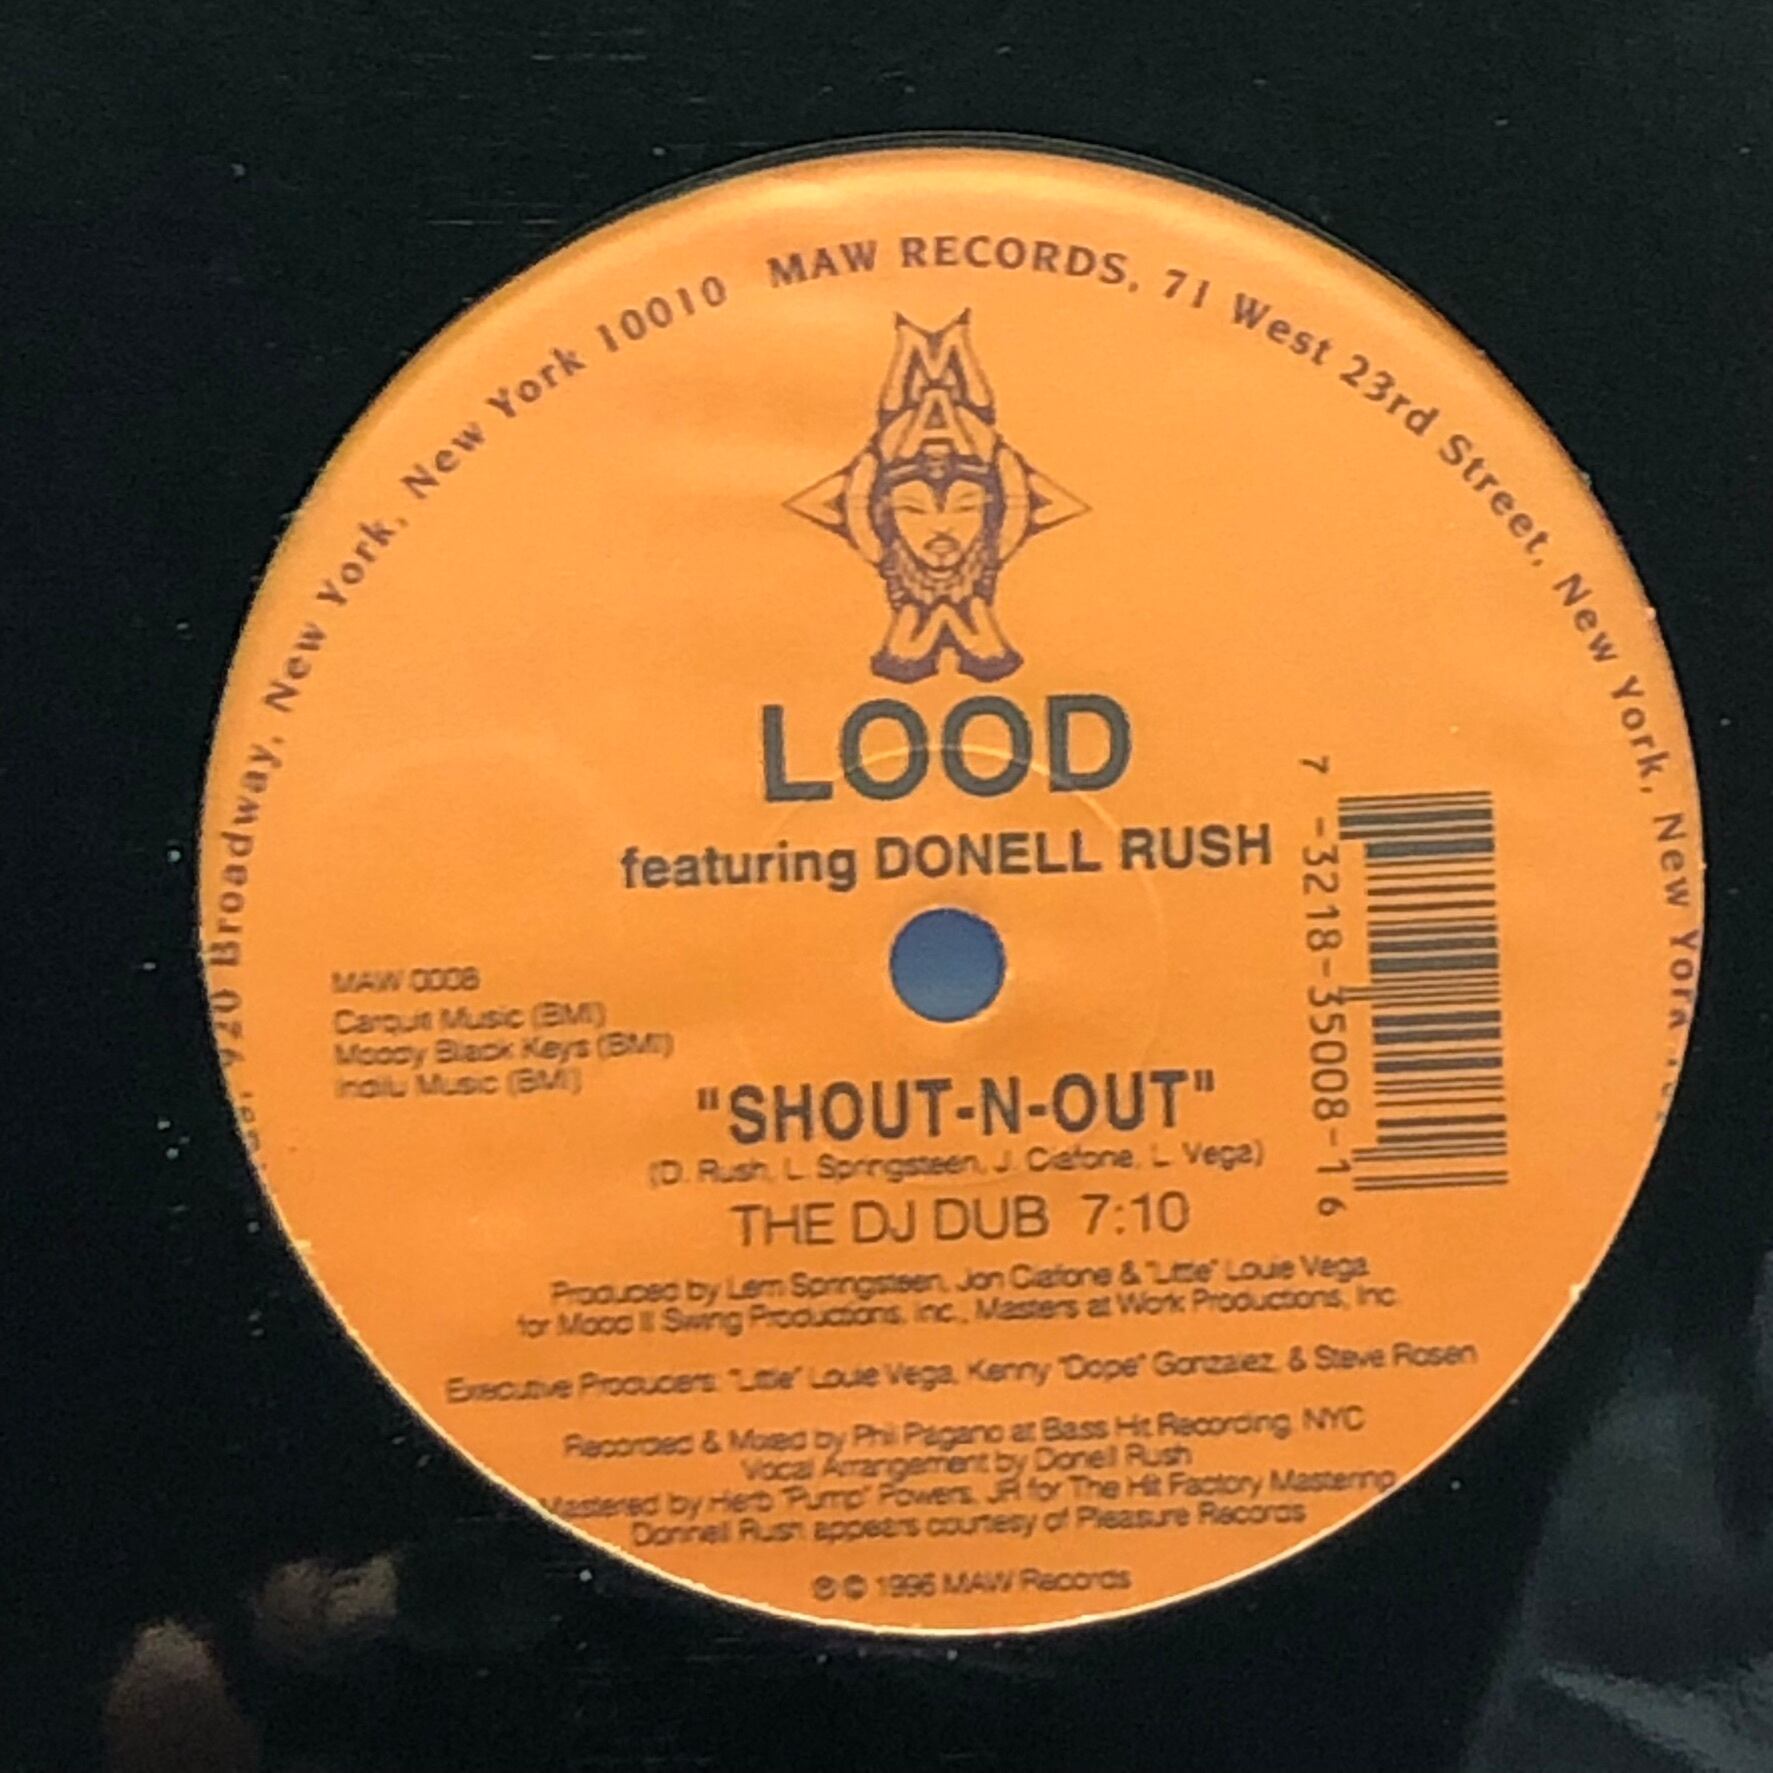 MAW RECORDS, 71 West 23rd Street, New York, New York
920 Broadway, New York, New York 10010
MAW
LOOD
featuring DONELL RUSH
7-3218-35008-1 6
MAW 0008
Carquit Music (BMI)
Moody Black Keys (BMI)
Indilu Music (BMI)
"SHOUT-N-OUT"
(D. Rush, L. Springsteen, J. Ciafone, L. Vega)
THE DJ DUB 7:10
Produced by Lem Springsteen, Jon Ciafone & "Little" Louie Vega
for Mood II Swing Productions, Inc., Masters at Work Productions, Inc.
Executive Producers: "Little" Louie Vega, Kenny "Dope" Gonzalez, & Steve Rosen
Recorded & Mixed by Phil Pagano at Bass Hit Recording, NYC
Vocal Arrangement by Donell Rush
Mastered by Herb "Pump" Powers, JR for The Hit Factory Mastering
Donnell Rush appears courtesy of Pleasure Records
℗ © 1996 MAW Records